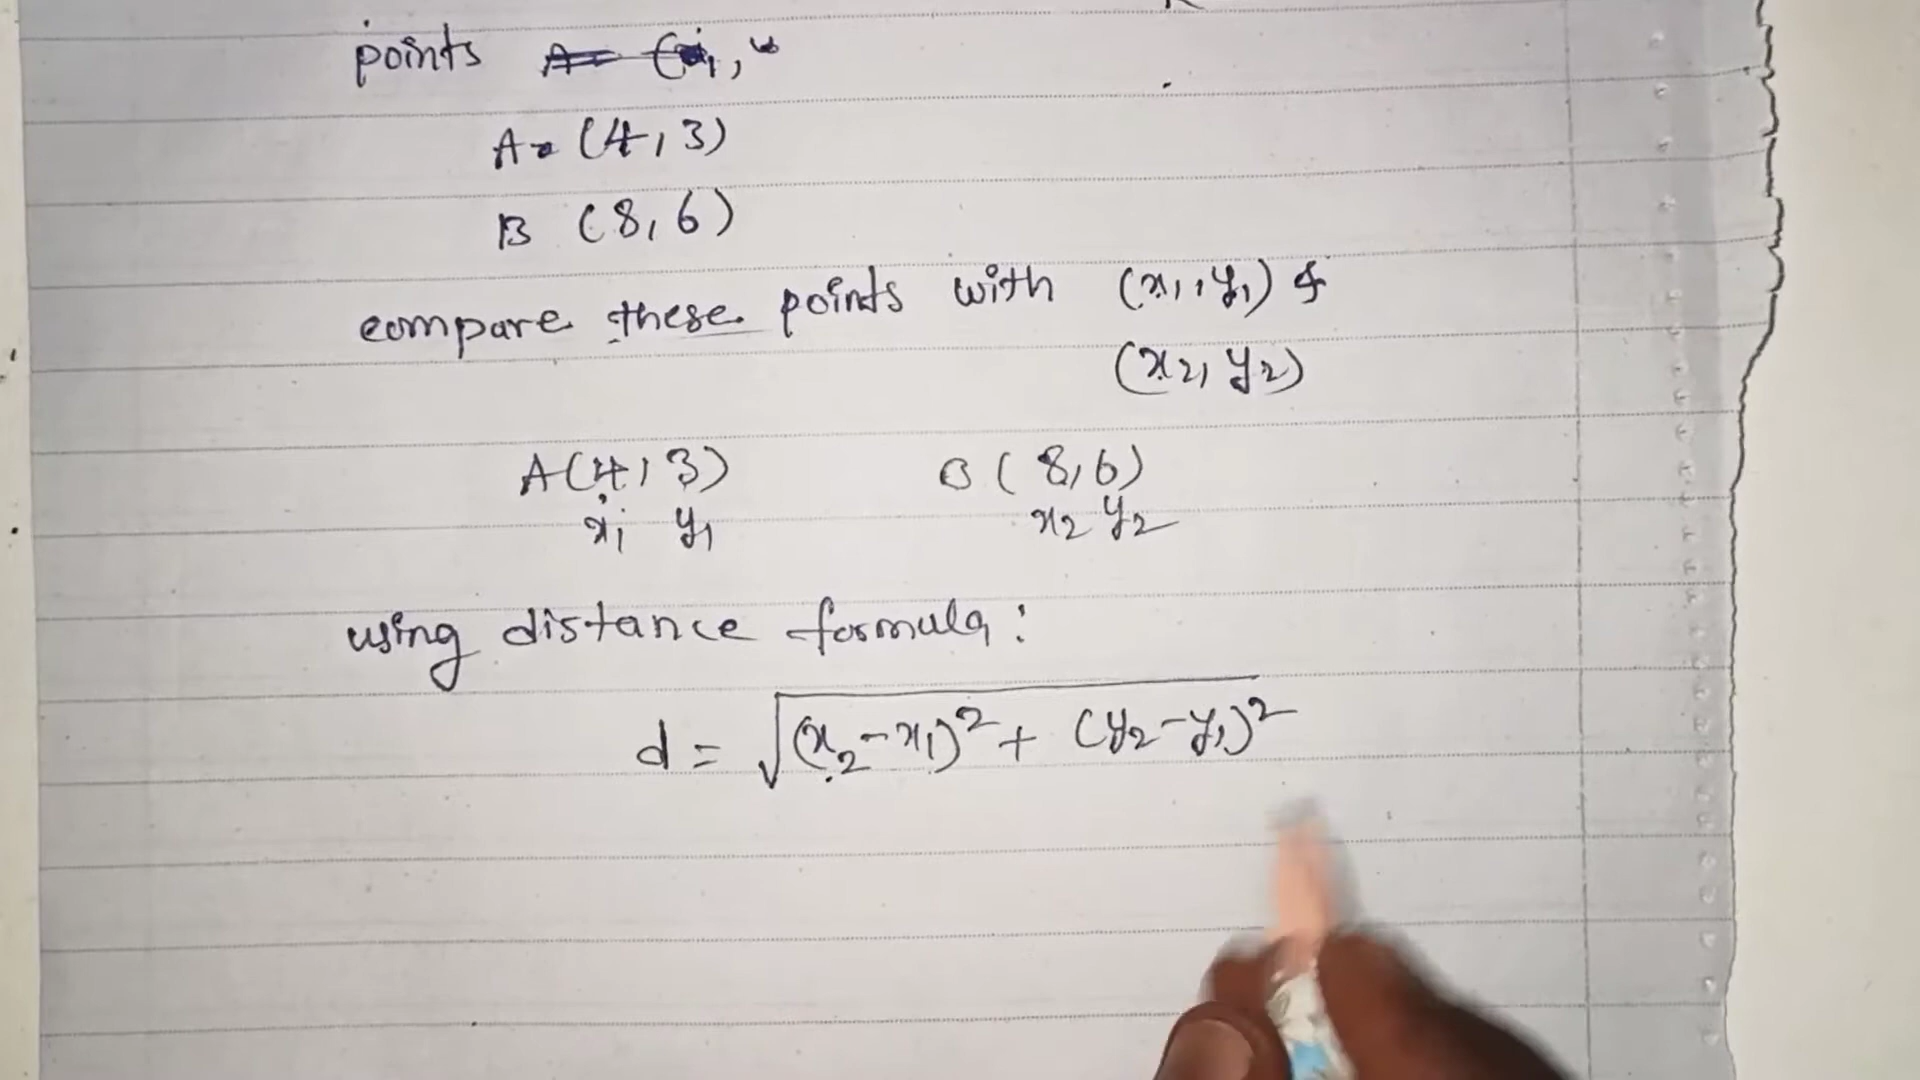 points
A= (4,3)
B (8,6)
compare these points with (x₁,y₁) &
(x₂, y₂)
A(4,3) B(8,6)
x₁ y₁ x₂ y₂
using distance formula:
d = √(x₂-x₁)² + (y₂-y₁)²